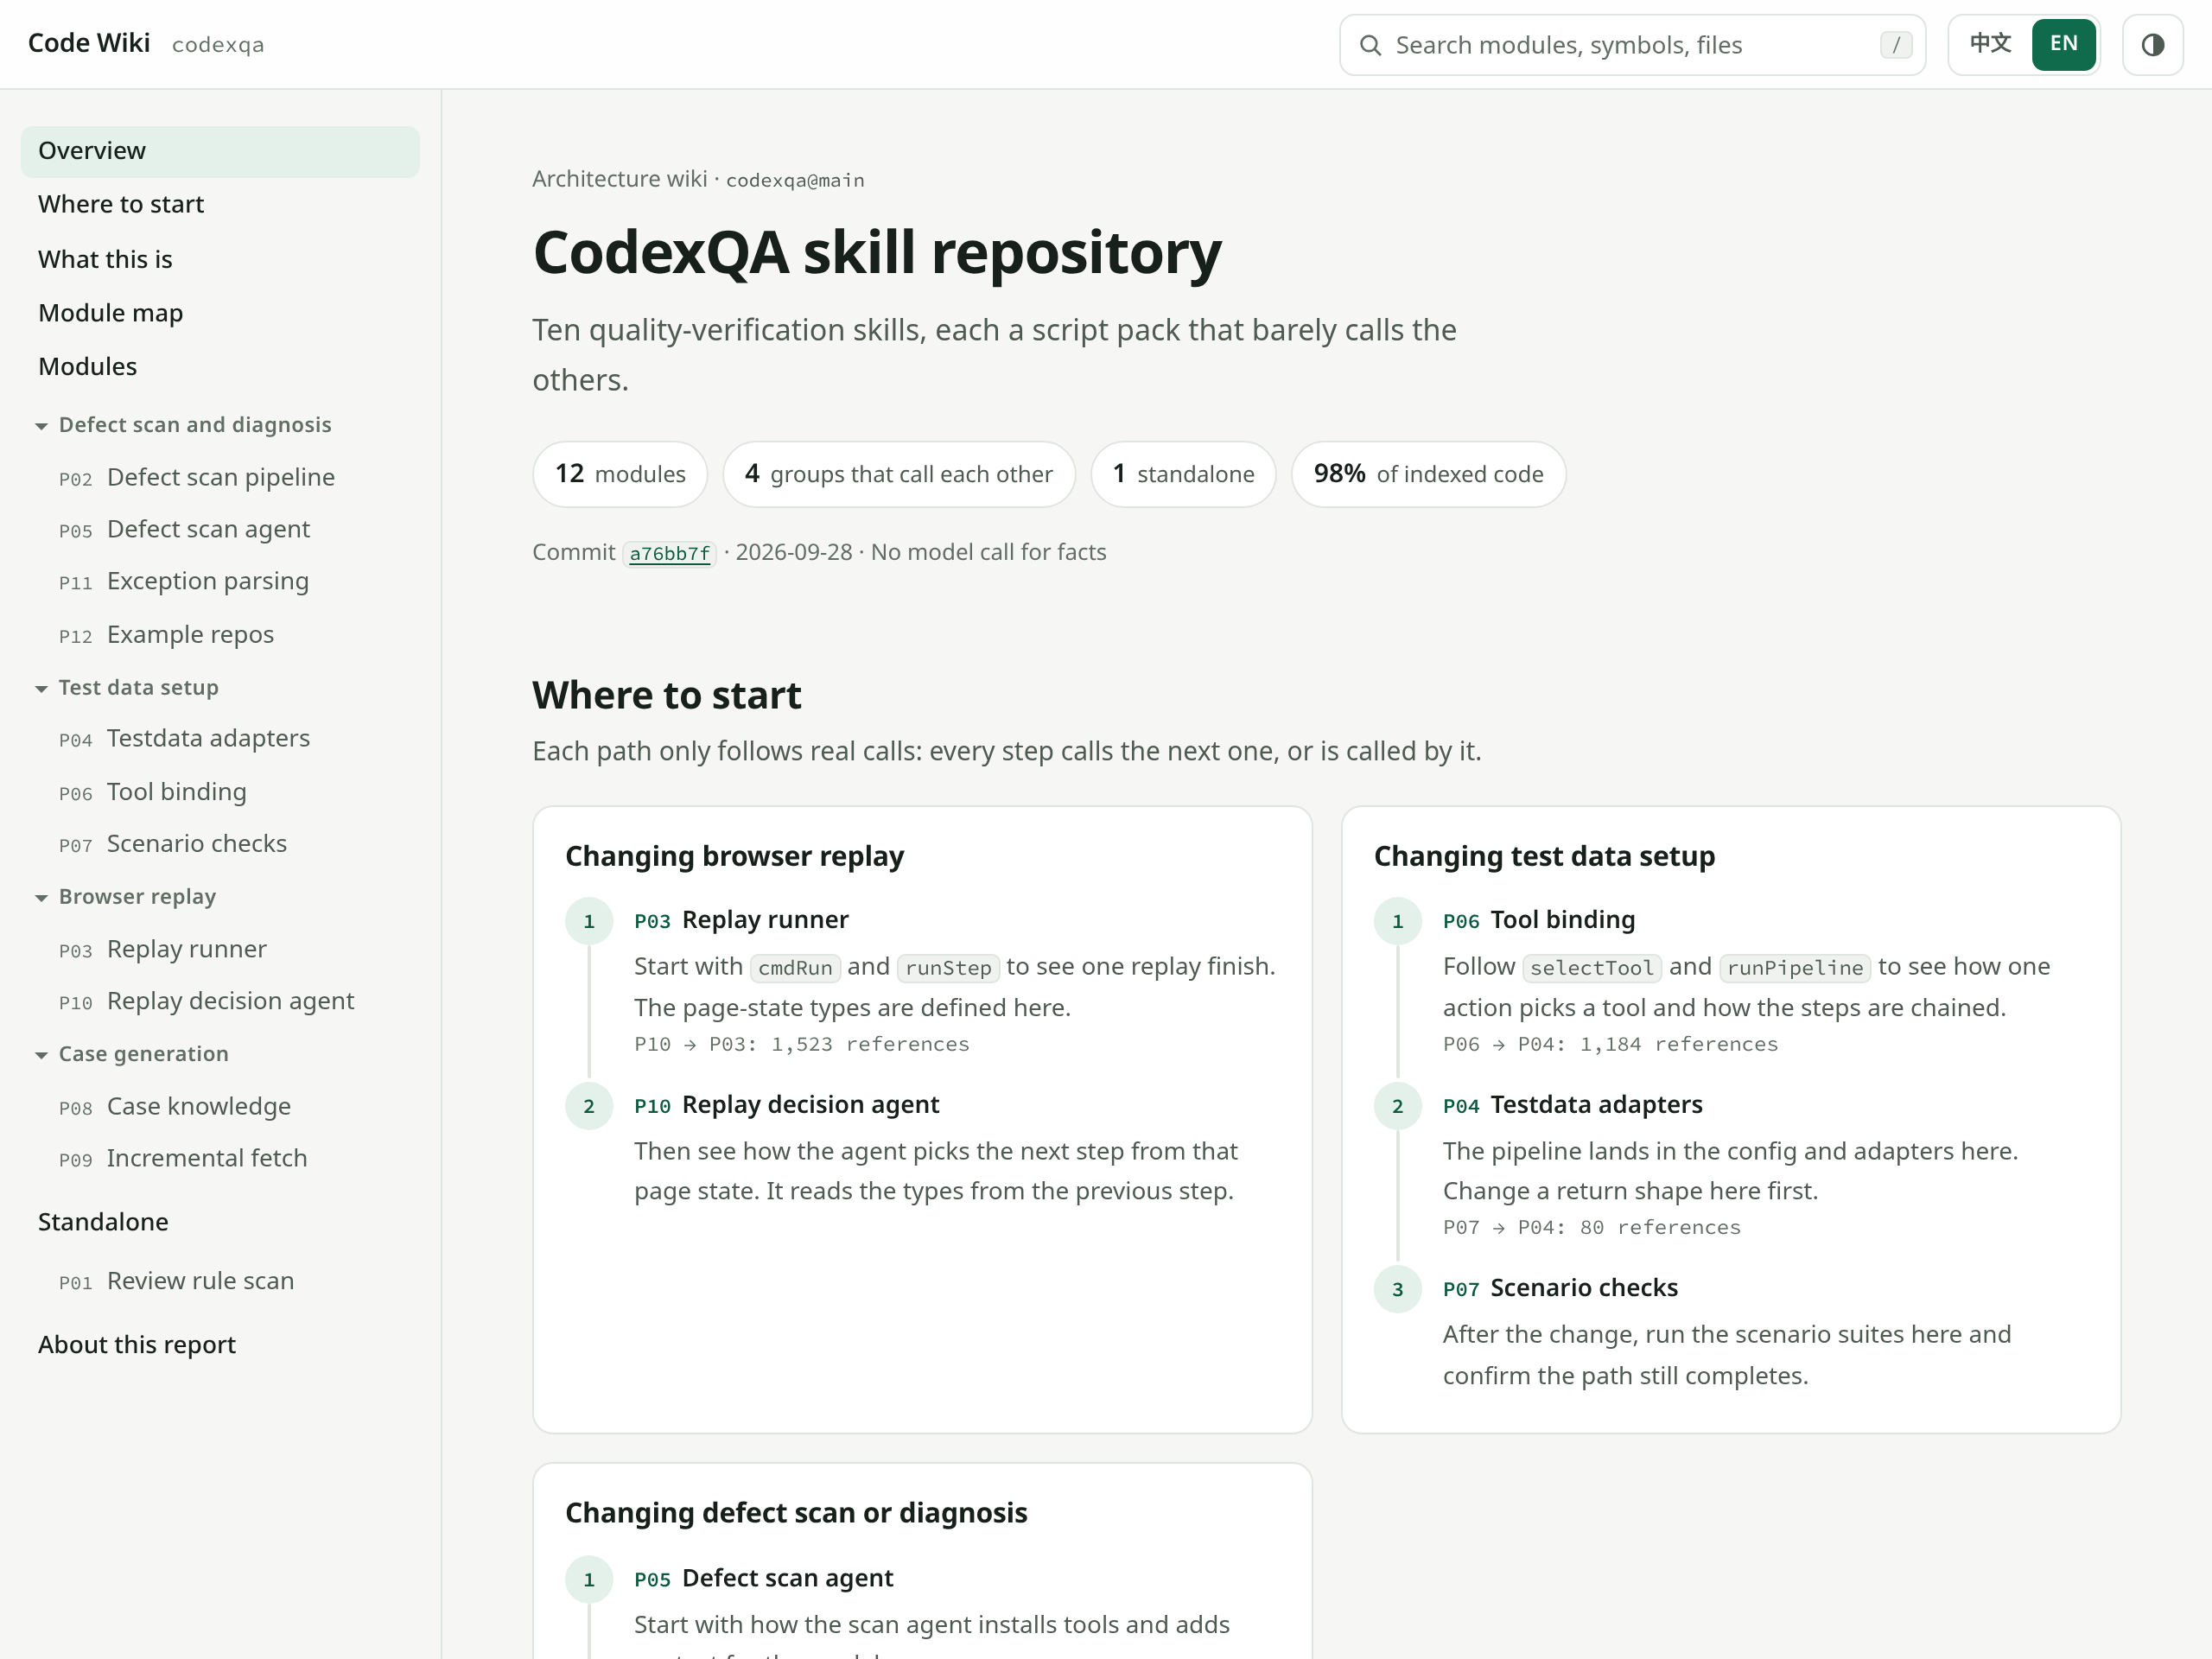 Code Wiki codexqa
Search modules, symbols, files /
中文 EN
Overview
Where to start
What this is
Module map
Modules
Defect scan and diagnosis
P02 Defect scan pipeline
P05 Defect scan agent
P11 Exception parsing
P12 Example repos
Test data setup
P04 Testdata adapters
P06 Tool binding
P07 Scenario checks
Browser replay
P03 Replay runner
P10 Replay decision agent
Case generation
P08 Case knowledge
P09 Incremental fetch
Standalone
P01 Review rule scan
About this report
Architecture wiki · codexqa@main
CodexQA skill repository
Ten quality-verification skills, each a script pack that barely calls the
others.
12 modules
4 groups that call each other
1 standalone
98% of indexed code
Commit a76bb7f · 2026-09-28 · No model call for facts
Where to start
Each path only follows real calls: every step calls the next one, or is called by it.
Changing browser replay
1 P03 Replay runner
Start with cmdRun and runStep to see one replay finish.
The page-state types are defined here.
P10 → P03: 1,523 references
2 P10 Replay decision agent
Then see how the agent picks the next step from that
page state. It reads the types from the previous step.
Changing test data setup
1 P06 Tool binding
Follow selectTool and runPipeline to see how one
action picks a tool and how the steps are chained.
P06 → P04: 1,184 references
2 P04 Testdata adapters
The pipeline lands in the config and adapters here.
Change a return shape here first.
P07 → P04: 80 references
3 P07 Scenario checks
After the change, run the scenario suites here and
confirm the path still completes.
Changing defect scan or diagnosis
1 P05 Defect scan agent
Start with how the scan agent installs tools and adds